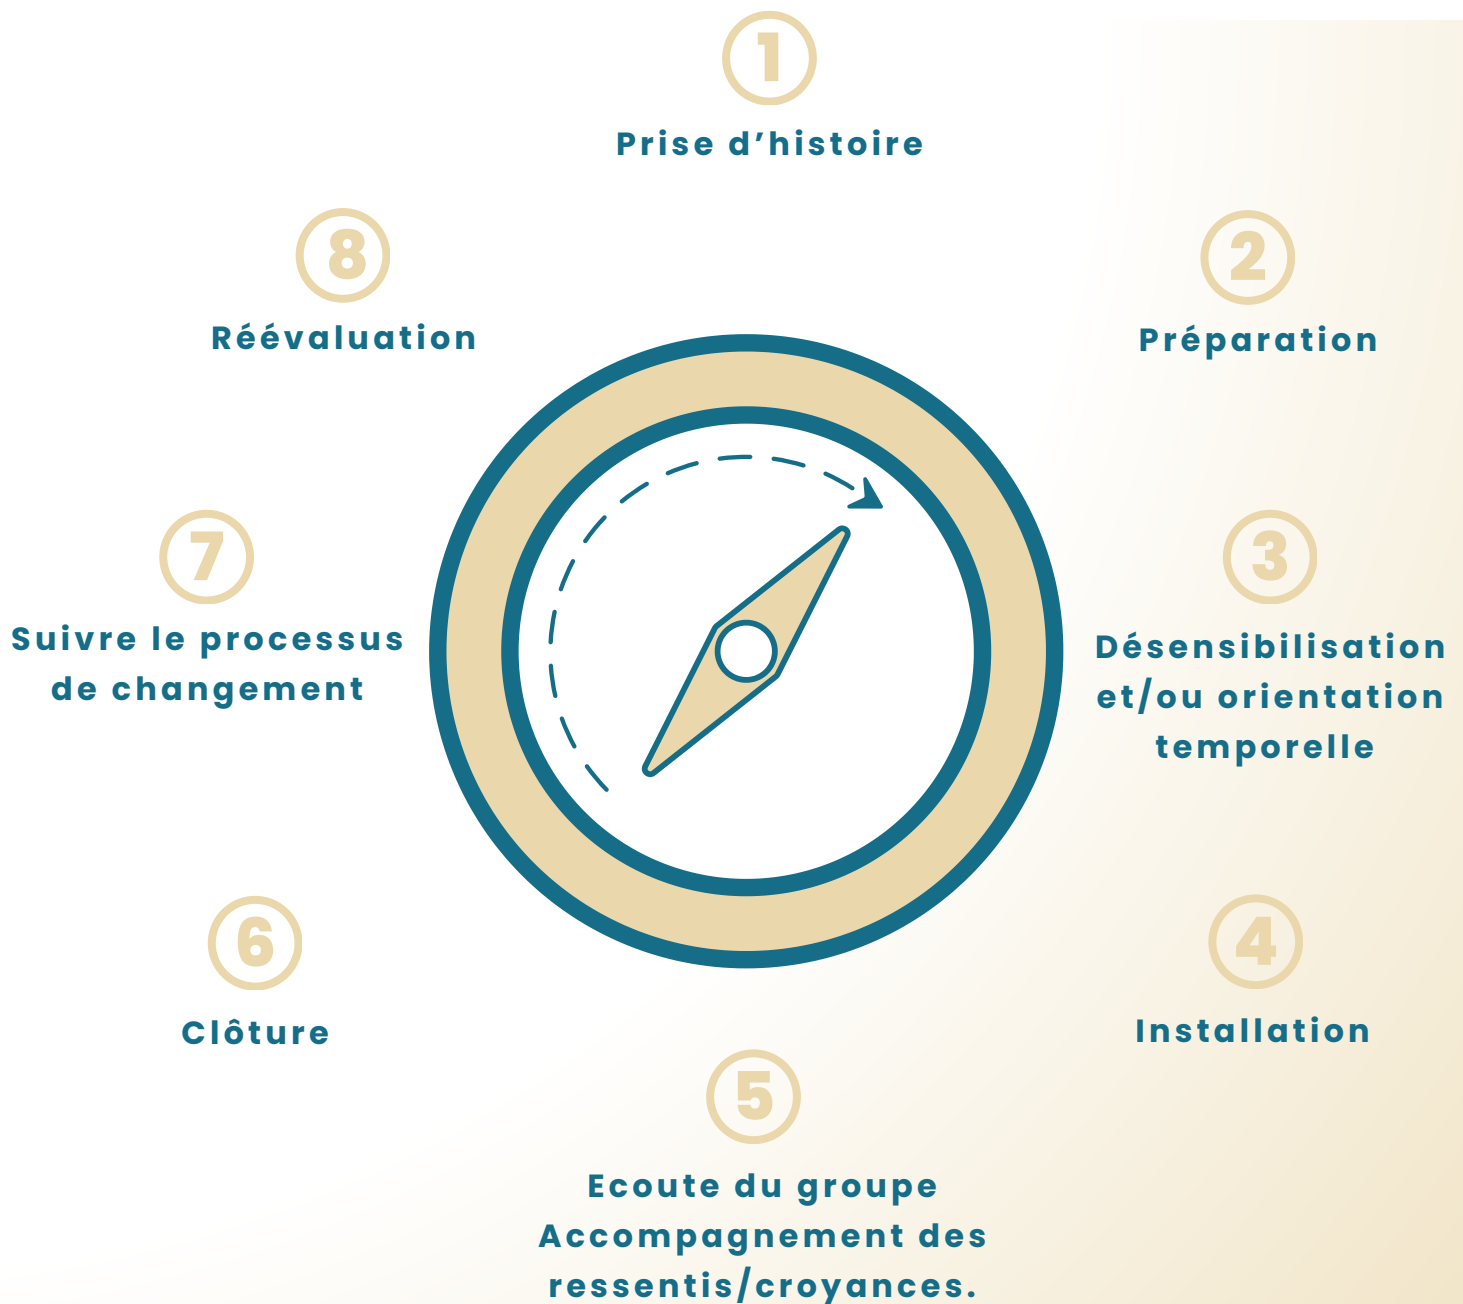 1
Prise d’histoire
2
Préparation
3
Désensibilisation
et/ou orientation
temporelle
4
Installation
5
Ecoute du groupe
Accompagnement des
ressentis/croyances.
6
Clôture
7
Suivre le processus
de changement
8
Réévaluation